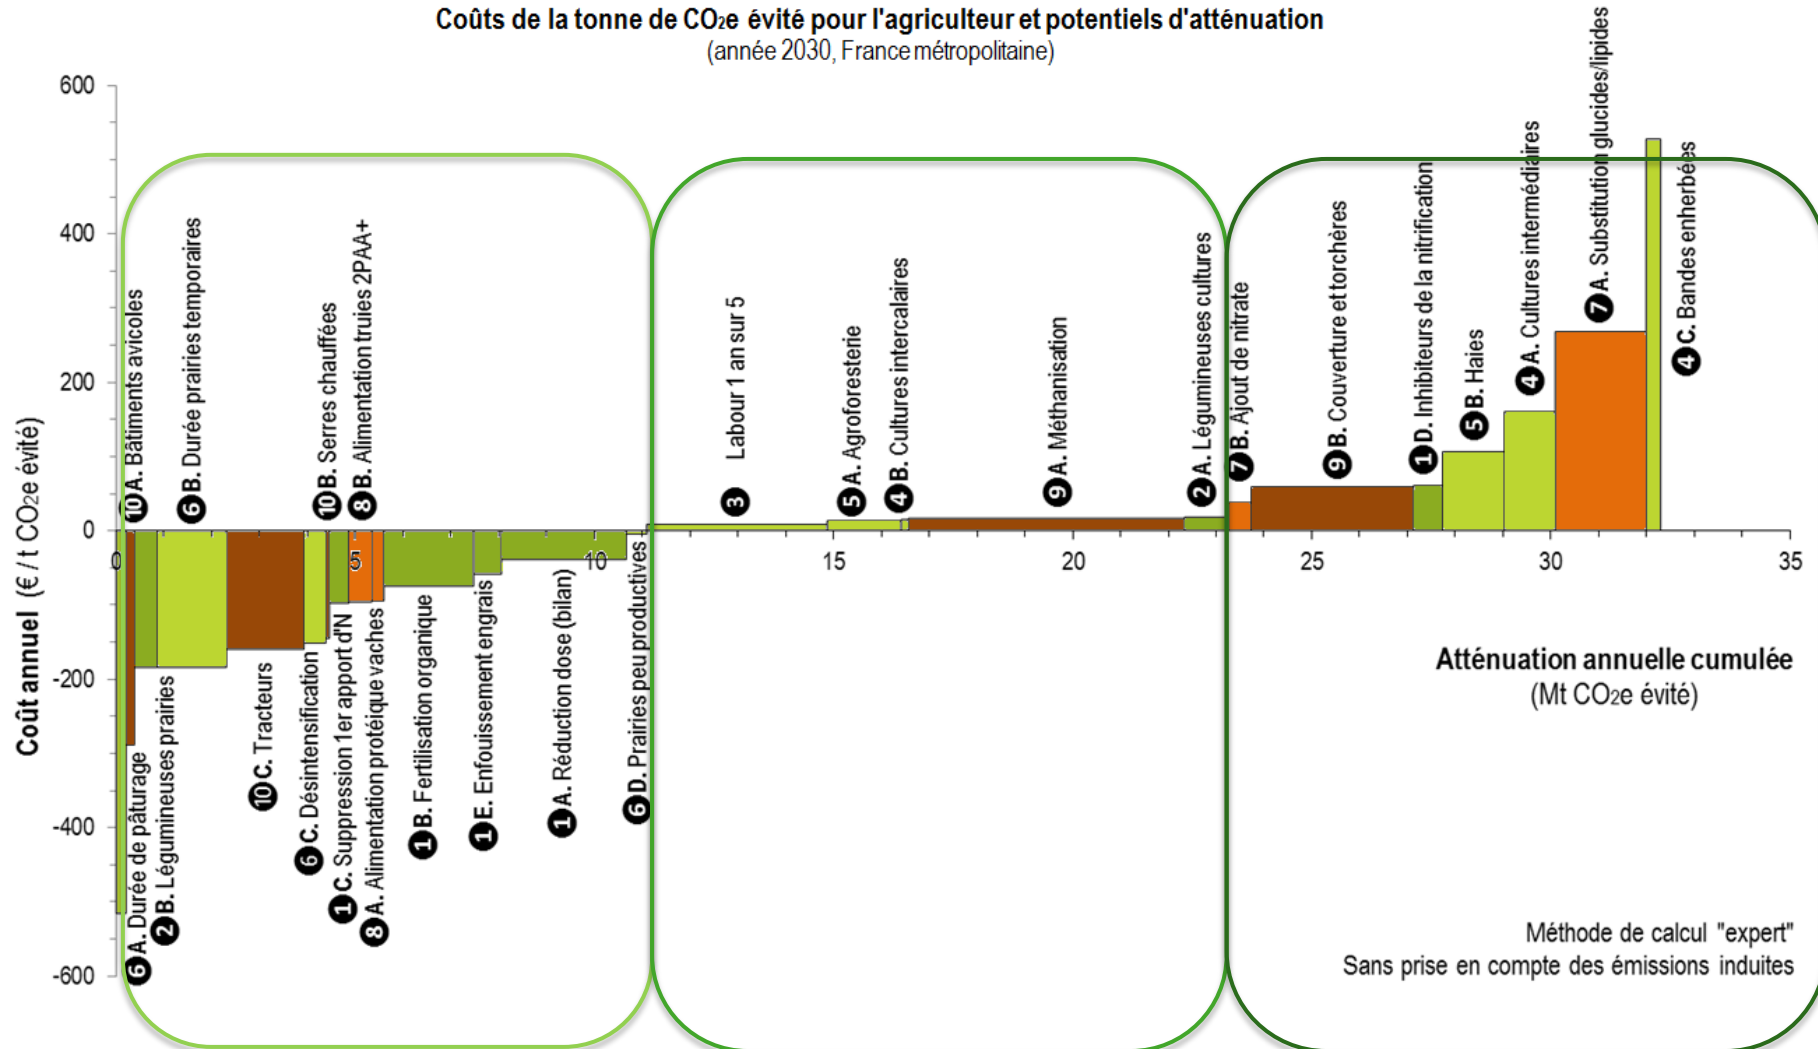 Coûts de la tonne de CO2e évité pour l'agriculteur et potentiels d'atténuation
(année 2030, France métropolitaine)
Coût annuel (€ / t CO2e évité)
600
400
200
0
-200
-400
-600
0
5
10
15
20
25
30
35
10 A. Bâtiments avicoles
6 B. Durée prairies temporaires
10 B. Serres chauffées
8 B. Alimentation truies 2PAA+
3 Labour 1 an sur 5
5 A. Agroforesterie
4 B. Cultures intercalaires
9 A. Méthanisation
2 A. Légumineuses cultures
7 B. Ajout de nitrate
9 B. Couverture et torchères
1 D. Inhibiteurs de la nitrification
5 B. Haies
4 A. Cultures intermédiaires
7 A. Substitution glucides/lipides
4 C. Bandes enherbées
6 A. Durée de pâturage
2 B. Légumineuses prairies
10 C. Tracteurs
6 C. Désintensification
1 C. Suppression 1er apport d'N
8 A. Alimentation protéique vaches
1 B. Fertilisation organique
1 E. Enfouissement engrais
1 A. Réduction dose (bilan)
6 D. Prairies peu productives
Atténuation annuelle cumulée
(Mt CO2e évité)
Méthode de calcul "expert"
Sans prise en compte des émissions induites